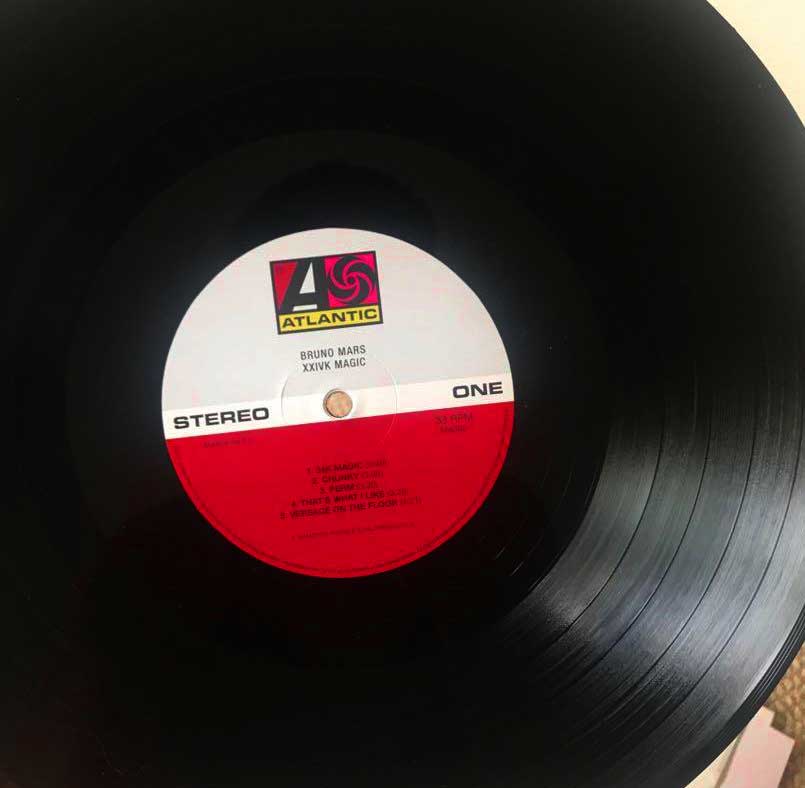 A
ATLANTIC
BRUNO MARS
XXIVK MAGIC
STEREO
ONE
33 RPM
1. 24K MAGIC
2. CHUNKY
3. PERM
4. THAT'S WHAT I LIKE
5. VERSACE ON THE FLOOR